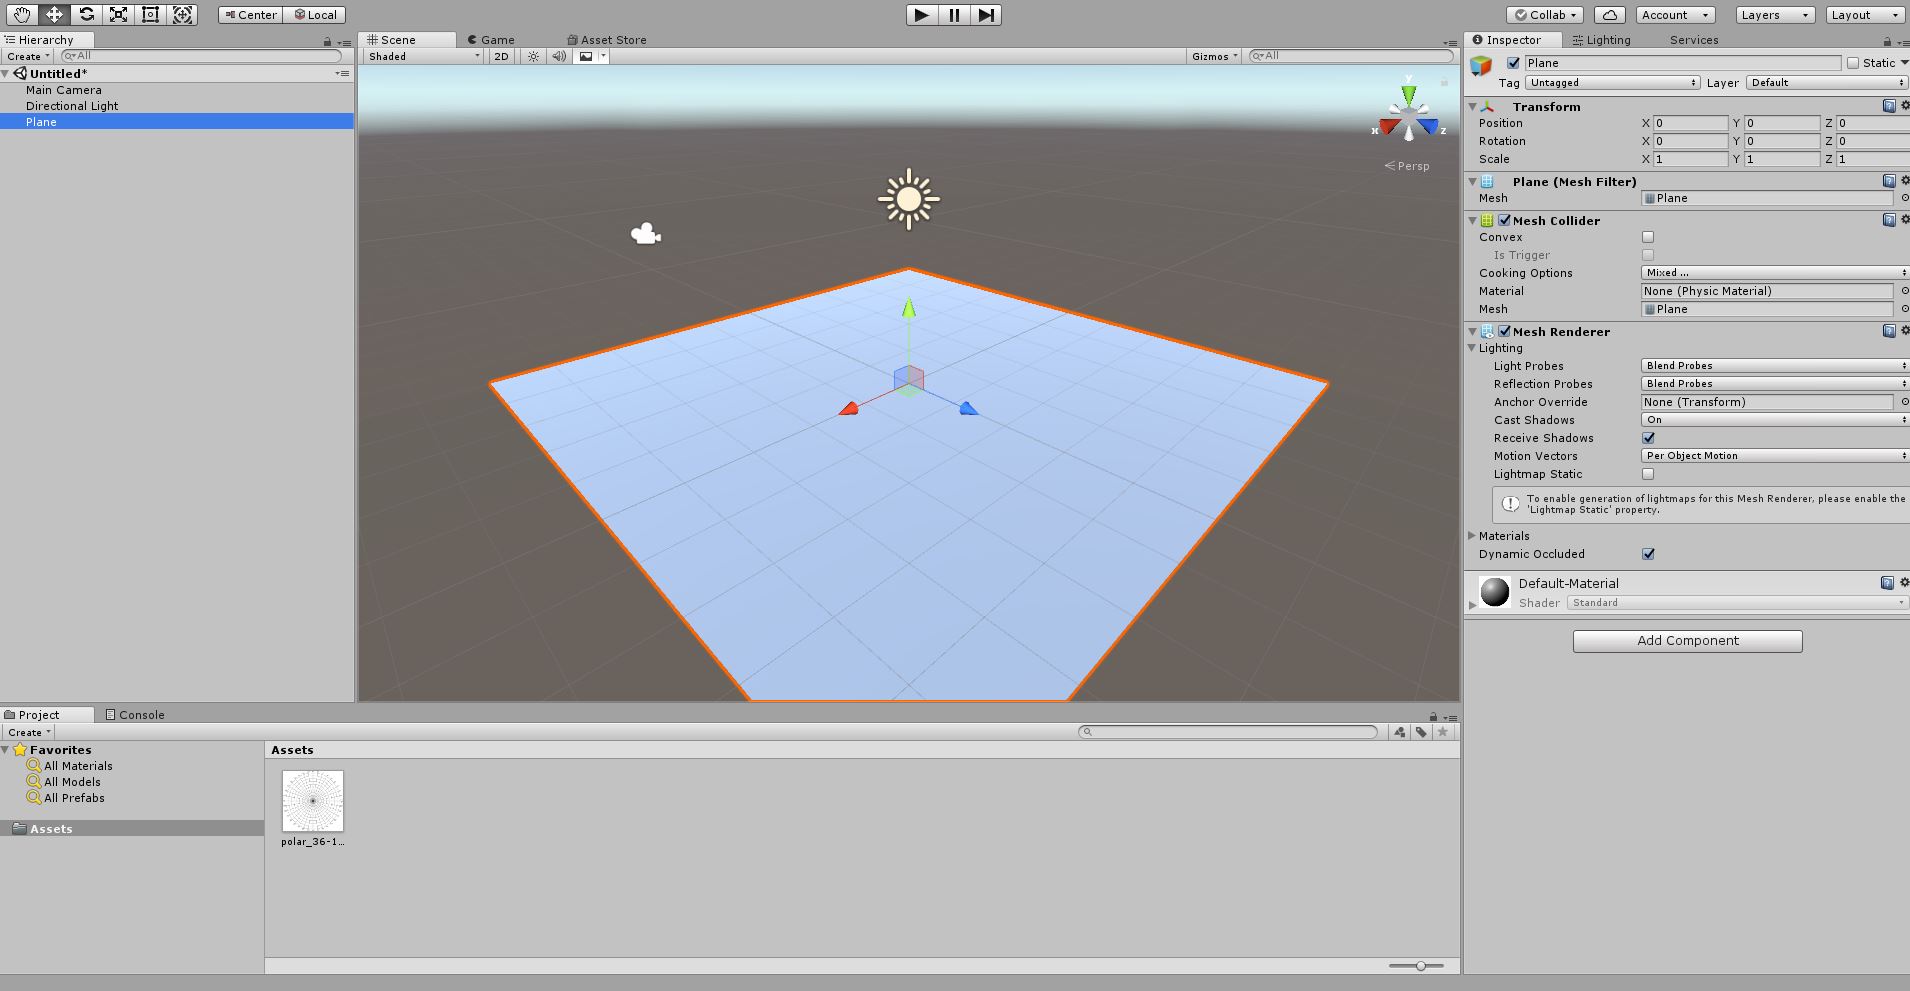 Center Local
Collab Account Layers Layout
Hierarchy
Create All
Untitled*
Main Camera
Directional Light
Plane
Scene Game Asset Store
Shaded 2D Gizmos All
y
x z
Persp
Inspector Lighting Services
Plane Static
Tag Untagged Layer Default
Transform
Position X 0 Y 0 Z 0
Rotation X 0 Y 0 Z 0
Scale X 1 Y 1 Z 1
Plane (Mesh Filter)
Mesh Plane
Mesh Collider
Convex
Is Trigger
Cooking Options Mixed ...
Material None (Physic Material)
Mesh Plane
Mesh Renderer
Lighting
Light Probes Blend Probes
Reflection Probes Blend Probes
Anchor Override None (Transform)
Cast Shadows On
Receive Shadows
Motion Vectors Per Object Motion
Lightmap Static
To enable generation of lightmaps for this Mesh Renderer, please enable the
'Lightmap Static' property.
Materials
Dynamic Occluded
Default-Material
Shader Standard
Add Component
Project Console
Create
Favorites
All Materials
All Models
All Prefabs
Assets
Assets
polar_36-1...